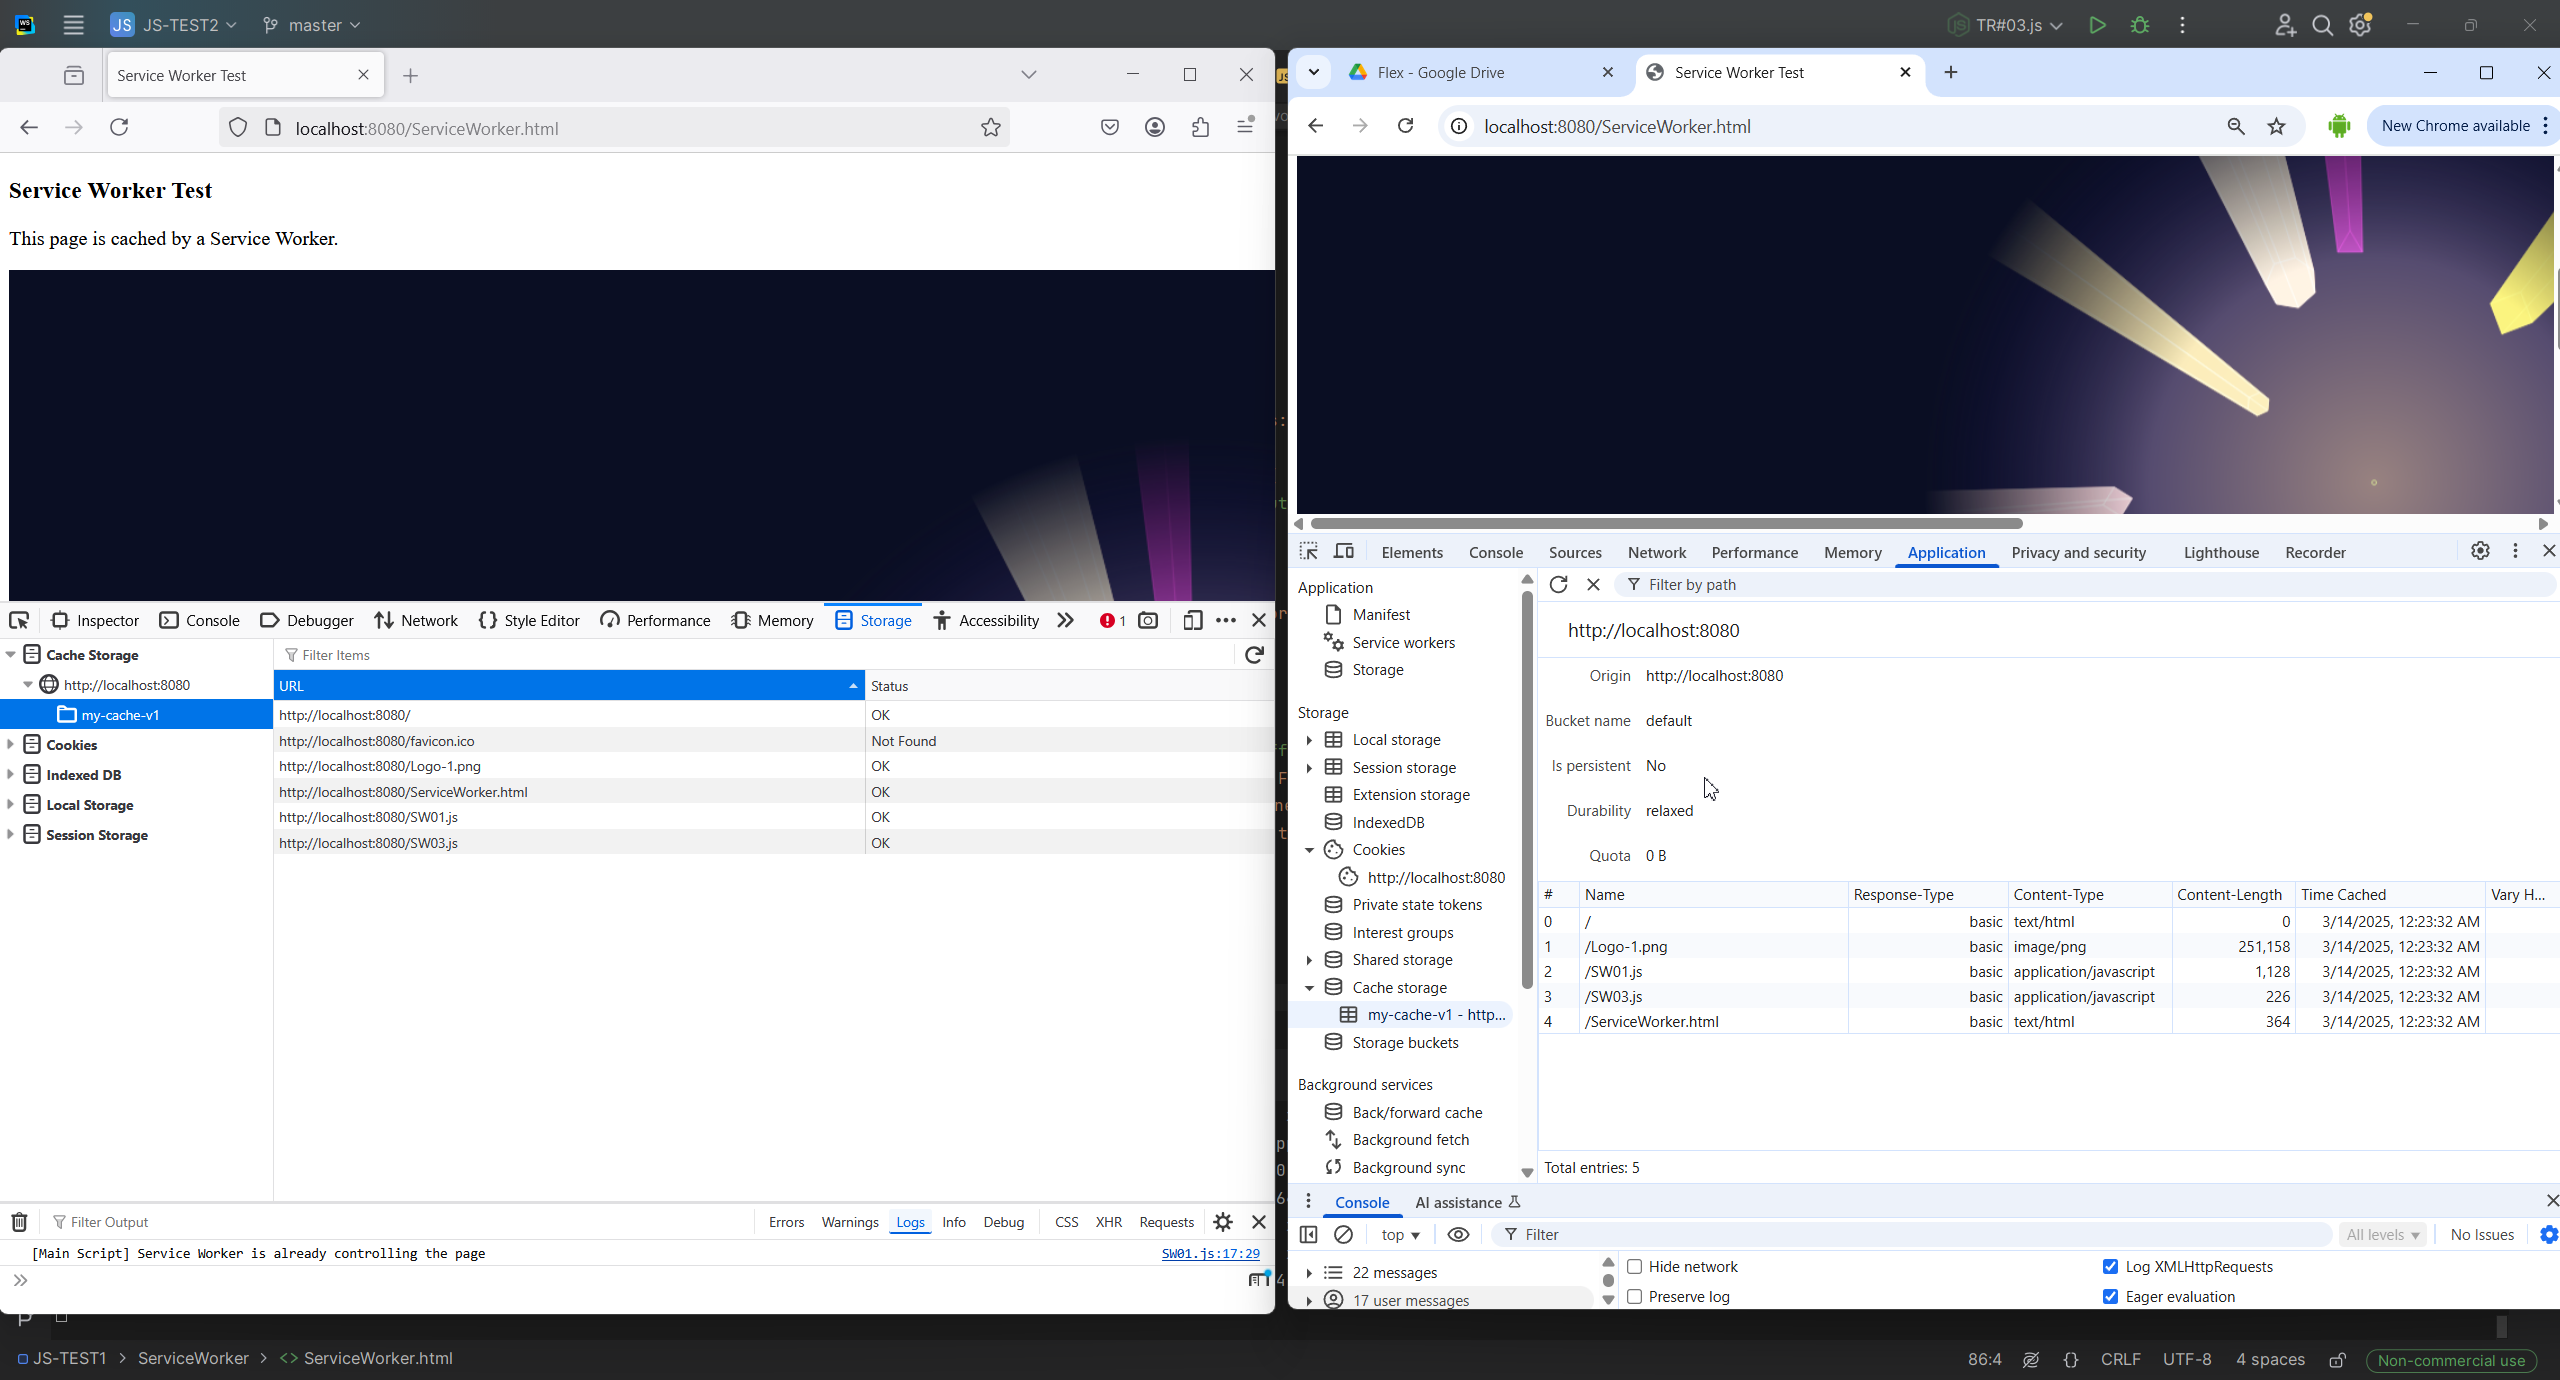 WS JS JS-TEST2 master TR#03.js
Service Worker Test
localhost:8080/ServiceWorker.html
Service Worker Test
This page is cached by a Service Worker.
Inspector Console Debugger Network Style Editor Performance Memory Storage Accessibility 1
Cache Storage
http://localhost:8080
my-cache-v1
Cookies
Indexed DB
Local Storage
Session Storage
Filter Items
URL Status
http://localhost:8080/ OK
http://localhost:8080/favicon.ico Not Found
http://localhost:8080/Logo-1.png OK
http://localhost:8080/ServiceWorker.html OK
http://localhost:8080/SW01.js OK
http://localhost:8080/SW03.js OK
Filter Output Errors Warnings Logs Info Debug CSS XHR Requests
[Main Script] Service Worker is already controlling the page SW01.js:17:29
Flex - Google Drive Service Worker Test
localhost:8080/ServiceWorker.html New Chrome available
Elements Console Sources Network Performance Memory Application Privacy and security Lighthouse Recorder
Application
Manifest
Service workers
Storage
Storage
Local storage
Session storage
Extension storage
IndexedDB
Cookies
http://localhost:8080
Private state tokens
Interest groups
Shared storage
Cache storage
my-cache-v1 - http...
Storage buckets
Background services
Back/forward cache
Background fetch
Background sync
Filter by path
http://localhost:8080
Origin http://localhost:8080
Bucket name default
Is persistent No
Durability relaxed
Quota 0 B
# Name Response-Type Content-Type Content-Length Time Cached Vary H...
0 / basic text/html 0 3/14/2025, 12:23:32 AM
1 /Logo-1.png basic image/png 251,158 3/14/2025, 12:23:32 AM
2 /SW01.js basic application/javascript 1,128 3/14/2025, 12:23:32 AM
3 /SW03.js basic application/javascript 226 3/14/2025, 12:23:32 AM
4 /ServiceWorker.html basic text/html 364 3/14/2025, 12:23:32 AM
Total entries: 5
Console AI assistance
top Filter All levels No Issues
22 messages
17 user messages
Hide network Log XMLHttpRequests
Preserve log Eager evaluation
JS-TEST1 > ServiceWorker > <> ServiceWorker.html 86:4 {} CRLF UTF-8 4 spaces Non-commercial use